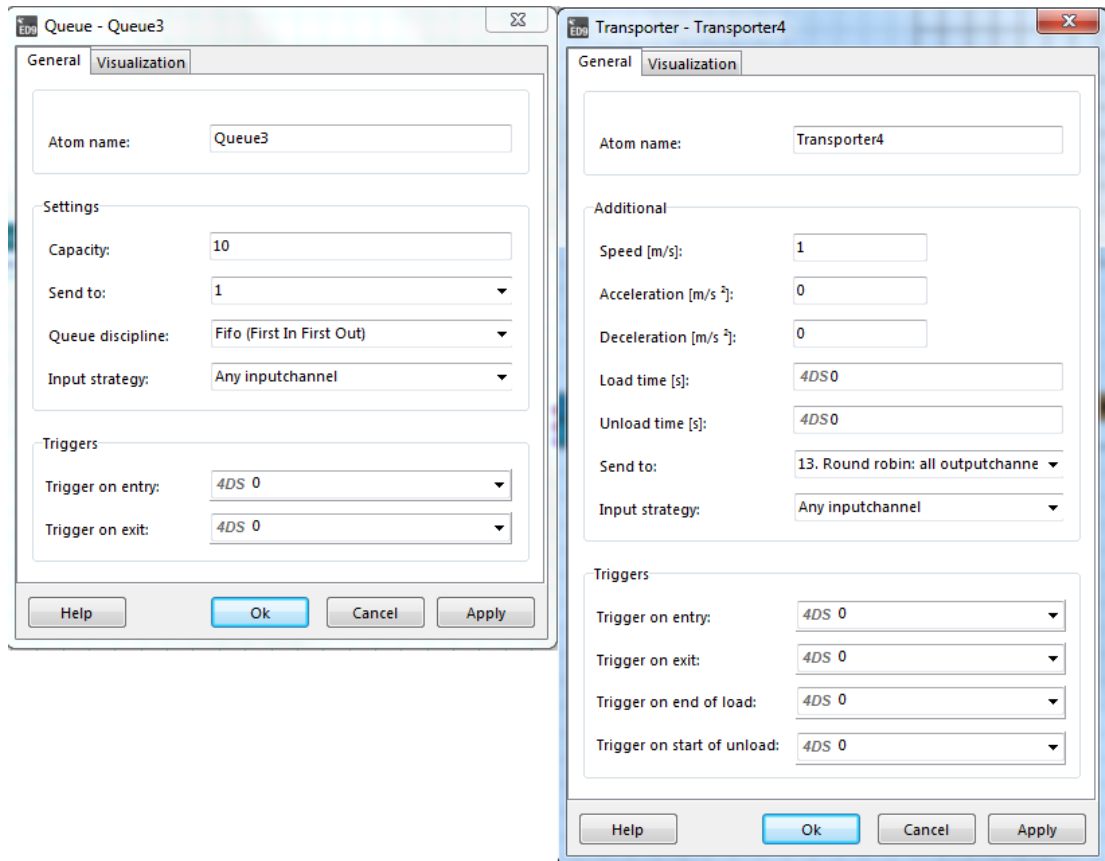 ED9 Queue - Queue3
General Visualization
Atom name: Queue3
Settings
Capacity: 10
Send to: 1
Queue discipline: Fifo (First In First Out)
Input strategy: Any inputchannel
Triggers
Trigger on entry: 4DS 0
Trigger on exit: 4DS 0
Help Ok Cancel Apply
ED9 Transporter - Transporter4
General Visualization
Atom name: Transporter4
Additional
Speed [m/s]: 1
Acceleration [m/s ²]: 0
Deceleration [m/s ²]: 0
Load time [s]: 4DS 0
Unload time [s]: 4DS 0
Send to: 13. Round robin: all outputchanne
Input strategy: Any inputchannel
Triggers
Trigger on entry: 4DS 0
Trigger on exit: 4DS 0
Trigger on end of load: 4DS 0
Trigger on start of unload: 4DS 0
Help Ok Cancel Apply